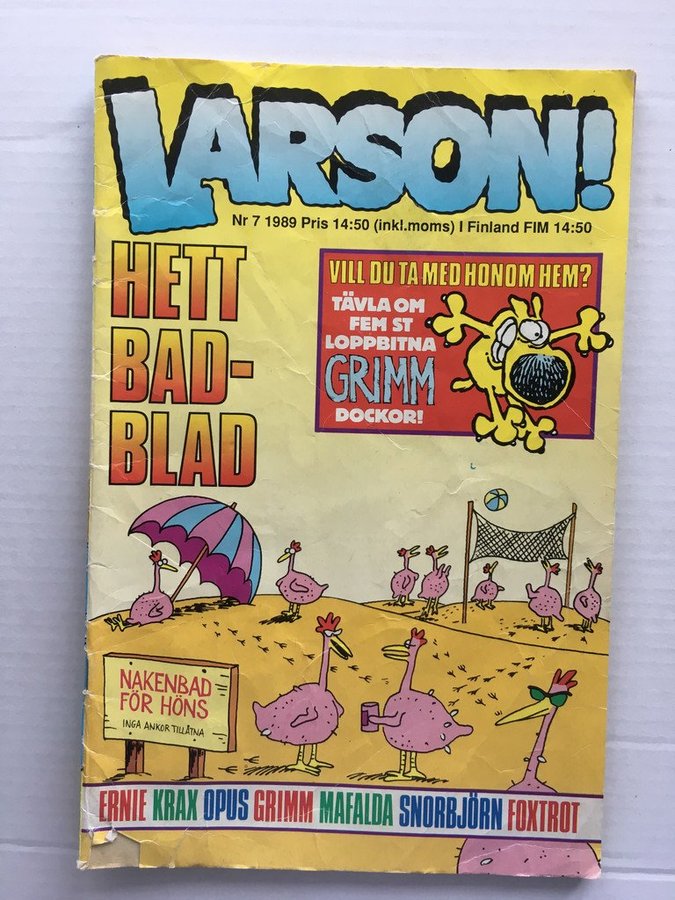 LARSON!
Nr 7 1989 Pris 14:50 (inkl.moms) I Finland FIM 14:50
HETT
BAD-
BLAD
VILL DU TA MED HONOM HEM?
TÄVLA OM
FEM ST
LOPPBITNA
GRIMM
DOCKOR!
NAKENBAD
FÖR HÖNS
INGA ANKOR TILLÅTNA
ERNIE KRAX OPUS GRIMM MAFALDA SNORBJÖRN FOXTROT